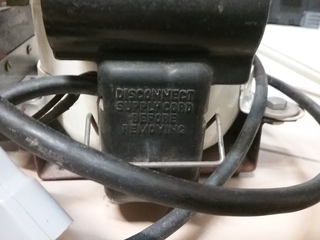 DISCONNECT
SUPPLY CORD
BEFORE
REMOVING